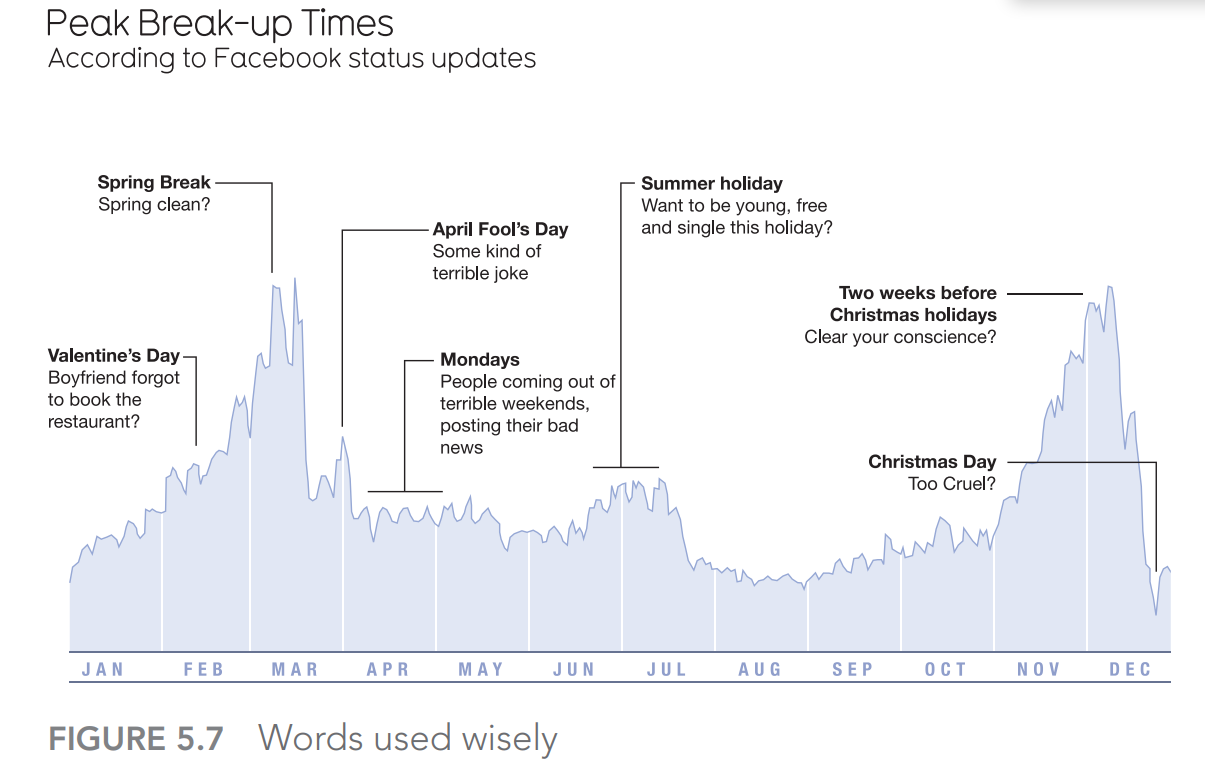 Peak Break-up Times
According to Facebook status updates
Spring Break
Spring clean?
April Fool's Day
Some kind of
terrible joke
Summer holiday
Want to be young, free
and single this holiday?
Two weeks before
Christmas holidays
Clear your conscience?
Valentine's Day
Boyfriend forgot
to book the
restaurant?
Mondays
People coming out of
terrible weekends,
posting their bad
news
Christmas Day
Too Cruel?
JAN FEB MAR APR MAY JUN JUL AUG SEP OCT NOV DEC
FIGURE 5.7 Words used wisely